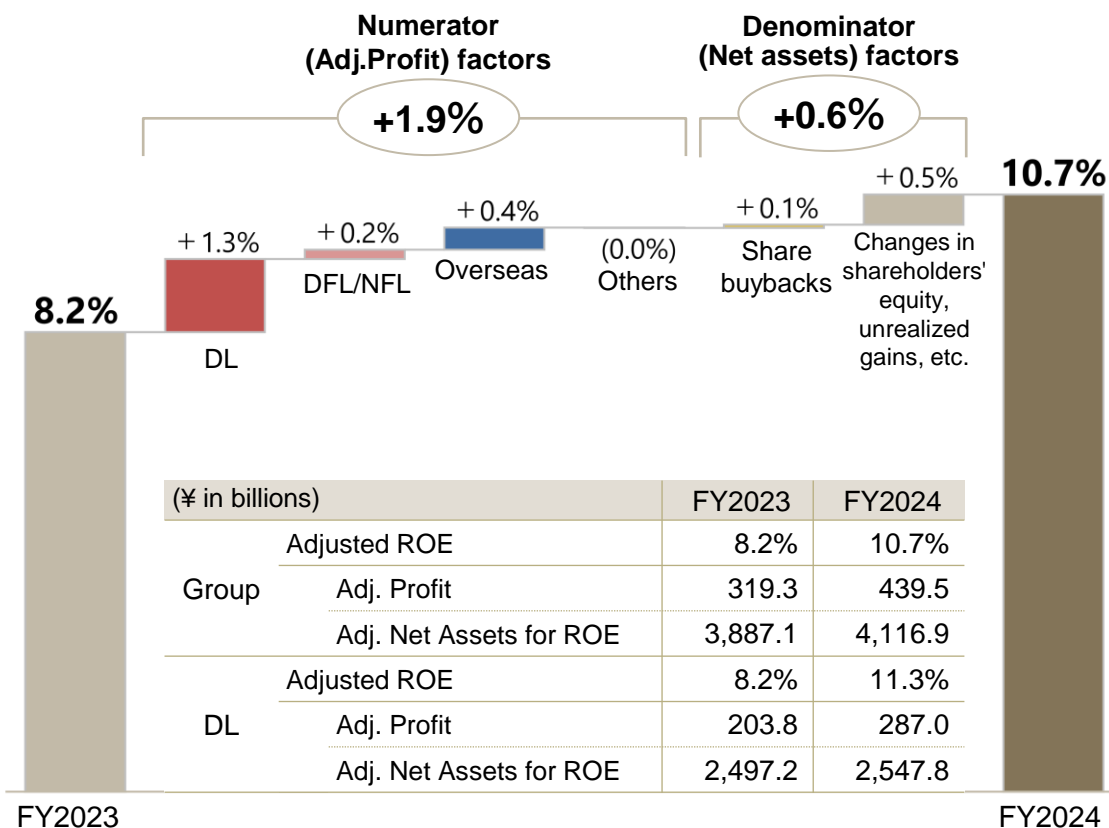 Numerator
(Adj.Profit) factors
+1.9%
Denominator
(Net assets) factors
+0.6%
8.2%
+1.3%
DL
+0.2%
DFL/NFL
+0.4%
Overseas
(0.0%)
Others
+0.1%
Share
buybacks
+0.5%
Changes in
shareholders'
equity,
unrealized
gains, etc.
10.7%
(¥ in billions) FY2023 FY2024
Group
Adjusted ROE 8.2% 10.7%
Adj. Profit 319.3 439.5
Adj. Net Assets for ROE 3,887.1 4,116.9
DL
Adjusted ROE 8.2% 11.3%
Adj. Profit 203.8 287.0
Adj. Net Assets for ROE 2,497.2 2,547.8
FY2023
FY2024